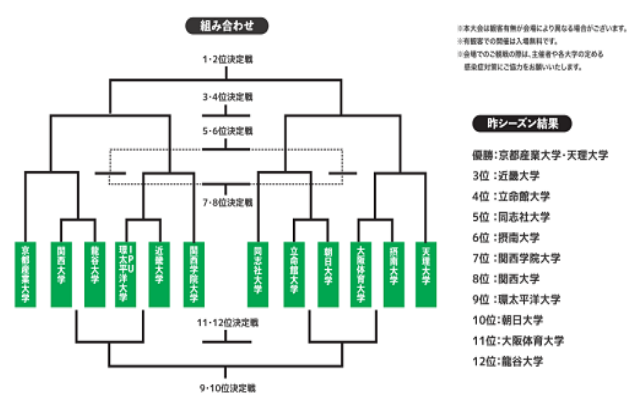 組み合わせ
1・2位決定戦
3・4位決定戦
5・6位決定戦
7・8位決定戦
京都産業大学
関西大学
龍谷大学
IPU
環太平洋大学
近畿大学
関西学院大学
同志社大学
立命館大学
朝日大学
大阪体育大学
摂南大学
天理大学
11・12位決定戦
9・10位決定戦
※本大会は観客有無が会場により異なる場合がございます。
※有観客での開催は入場無料です。
※会場でのご観戦の際は、主催者や各大学の定める
感染症対策にご協力をお願いいたします。
昨シーズン結果
優勝：京都産業大学・天理大学
3位：近畿大学
4位：立命館大学
5位：同志社大学
6位：摂南大学
7位：関西学院大学
8位：関西大学
9位：環太平洋大学
10位：朝日大学
11位：大阪体育大学
12位：龍谷大学